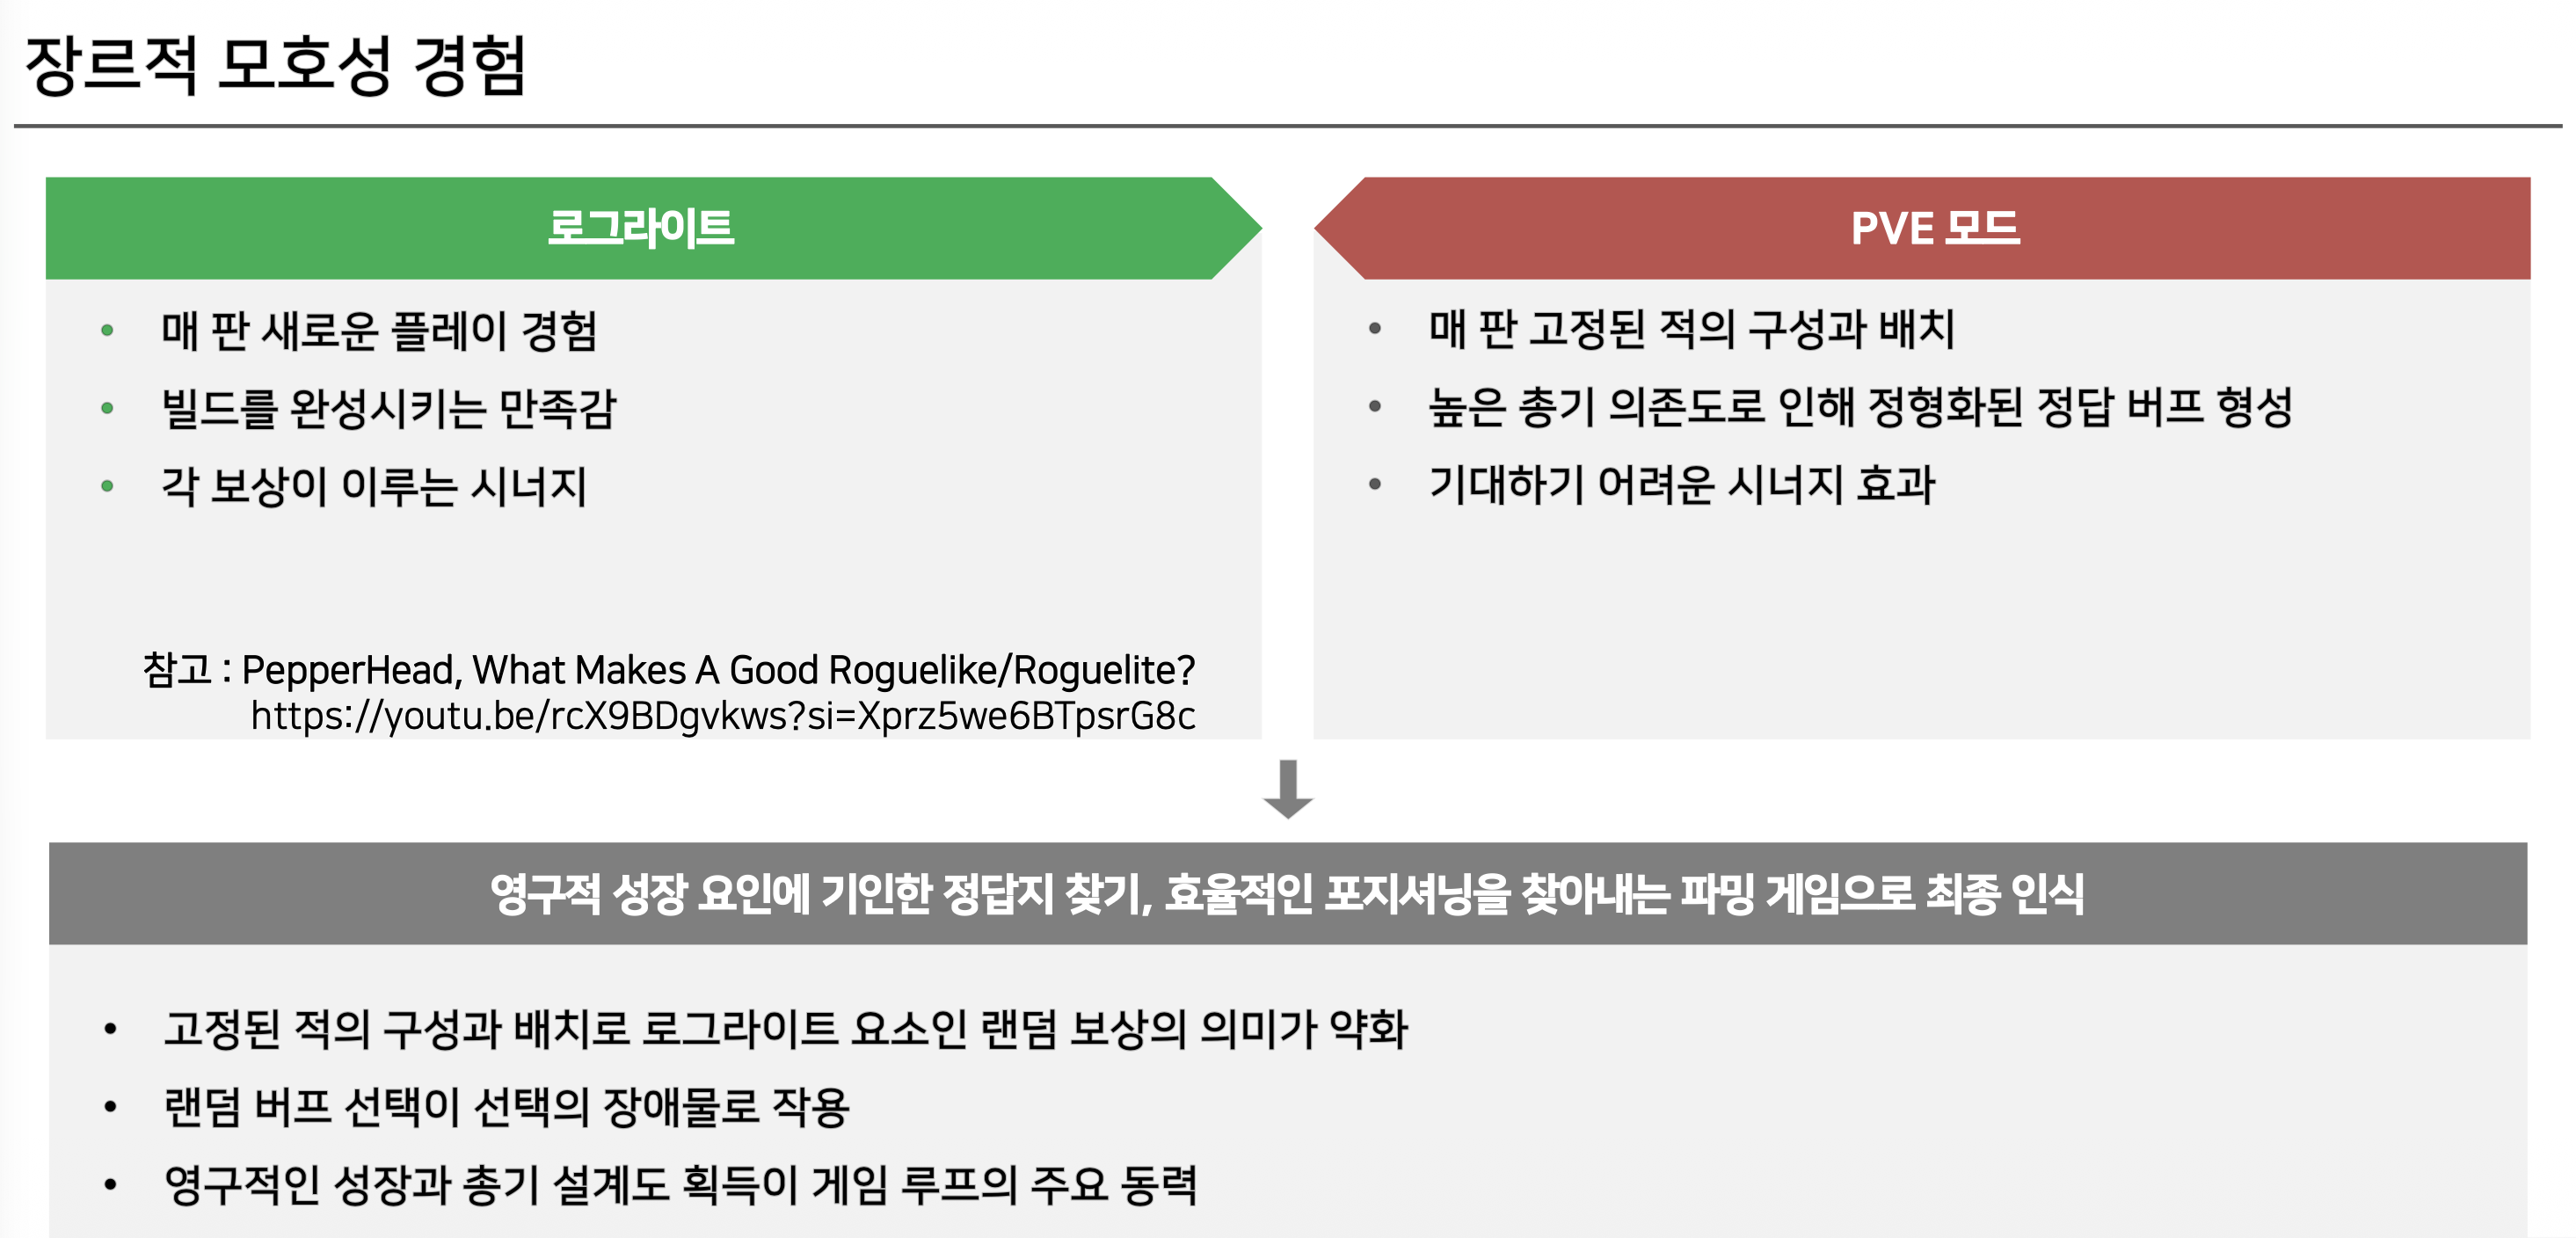 장르적 모호성 경험
로그라이트
매 판 새로운 플레이 경험
빌드를 완성시키는 만족감
각 보상이 이루는 시너지
참고 : PepperHead, What Makes A Good Roguelike/Roguelite?
https://youtu.be/rcX9BDgvkws?si=Xprz5we6BTpsrG8c
PVE 모드
매 판 고정된 적의 구성과 배치
높은 총기 의존도로 인해 정형화된 정답 버프 형성
기대하기 어려운 시너지 효과
영구적 성장 요인에 기인한 정답지 찾기, 효율적인 포지셔닝을 찾아내는 파밍 게임으로 최종 인식
고정된 적의 구성과 배치로 로그라이트 요소인 랜덤 보상의 의미가 약화
랜덤 버프 선택이 선택의 장애물로 작용
영구적인 성장과 총기 설계도 획득이 게임 루프의 주요 동력